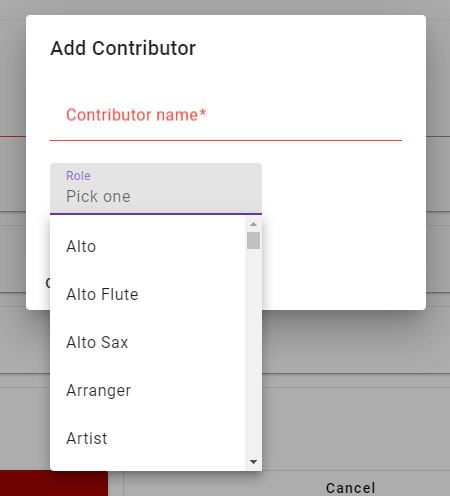 Add Contributor
Contributor name*
Role
Pick one
Alto
Alto Flute
Alto Sax
Arranger
Artist
Cancel